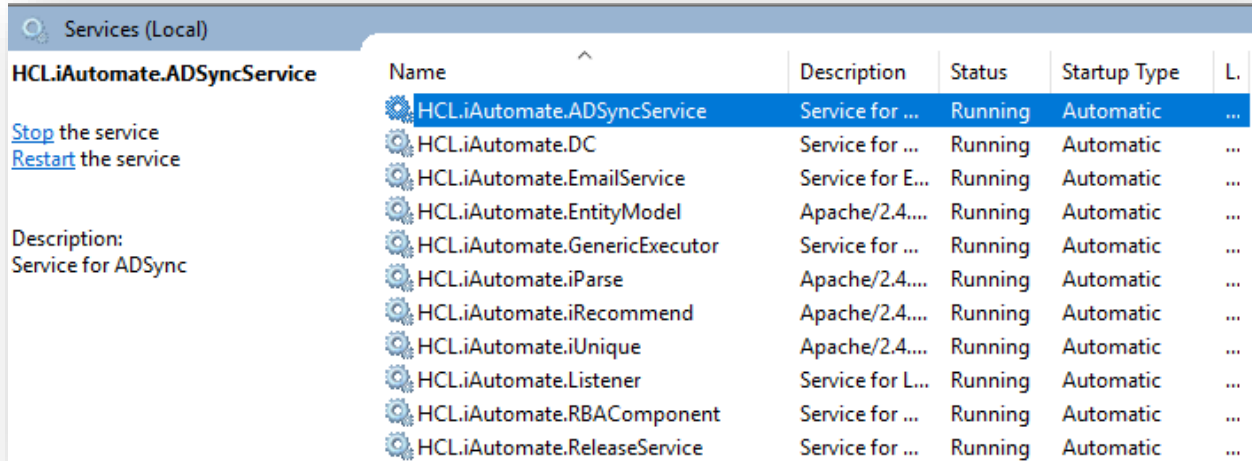 Services (Local)
HCL.iAutomate.ADSyncService
Stop the service
Restart the service
Description:
Service for ADSync
Name Description Status Startup Type L.
HCL.iAutomate.ADSyncService Service for ... Running Automatic ...
HCL.iAutomate.DC Service for ... Running Automatic ...
HCL.iAutomate.EmailService Service for E... Running Automatic ...
HCL.iAutomate.EntityModel Apache/2.4.... Running Automatic ...
HCL.iAutomate.GenericExecutor Service for ... Running Automatic ...
HCL.iAutomate.iParse Apache/2.4.... Running Automatic ...
HCL.iAutomate.iRecommend Apache/2.4.... Running Automatic ...
HCL.iAutomate.iUnique Apache/2.4.... Running Automatic ...
HCL.iAutomate.Listener Service for L... Running Automatic ...
HCL.iAutomate.RBAComponent Service for ... Running Automatic ...
HCL.iAutomate.ReleaseService Service for ... Running Automatic ...